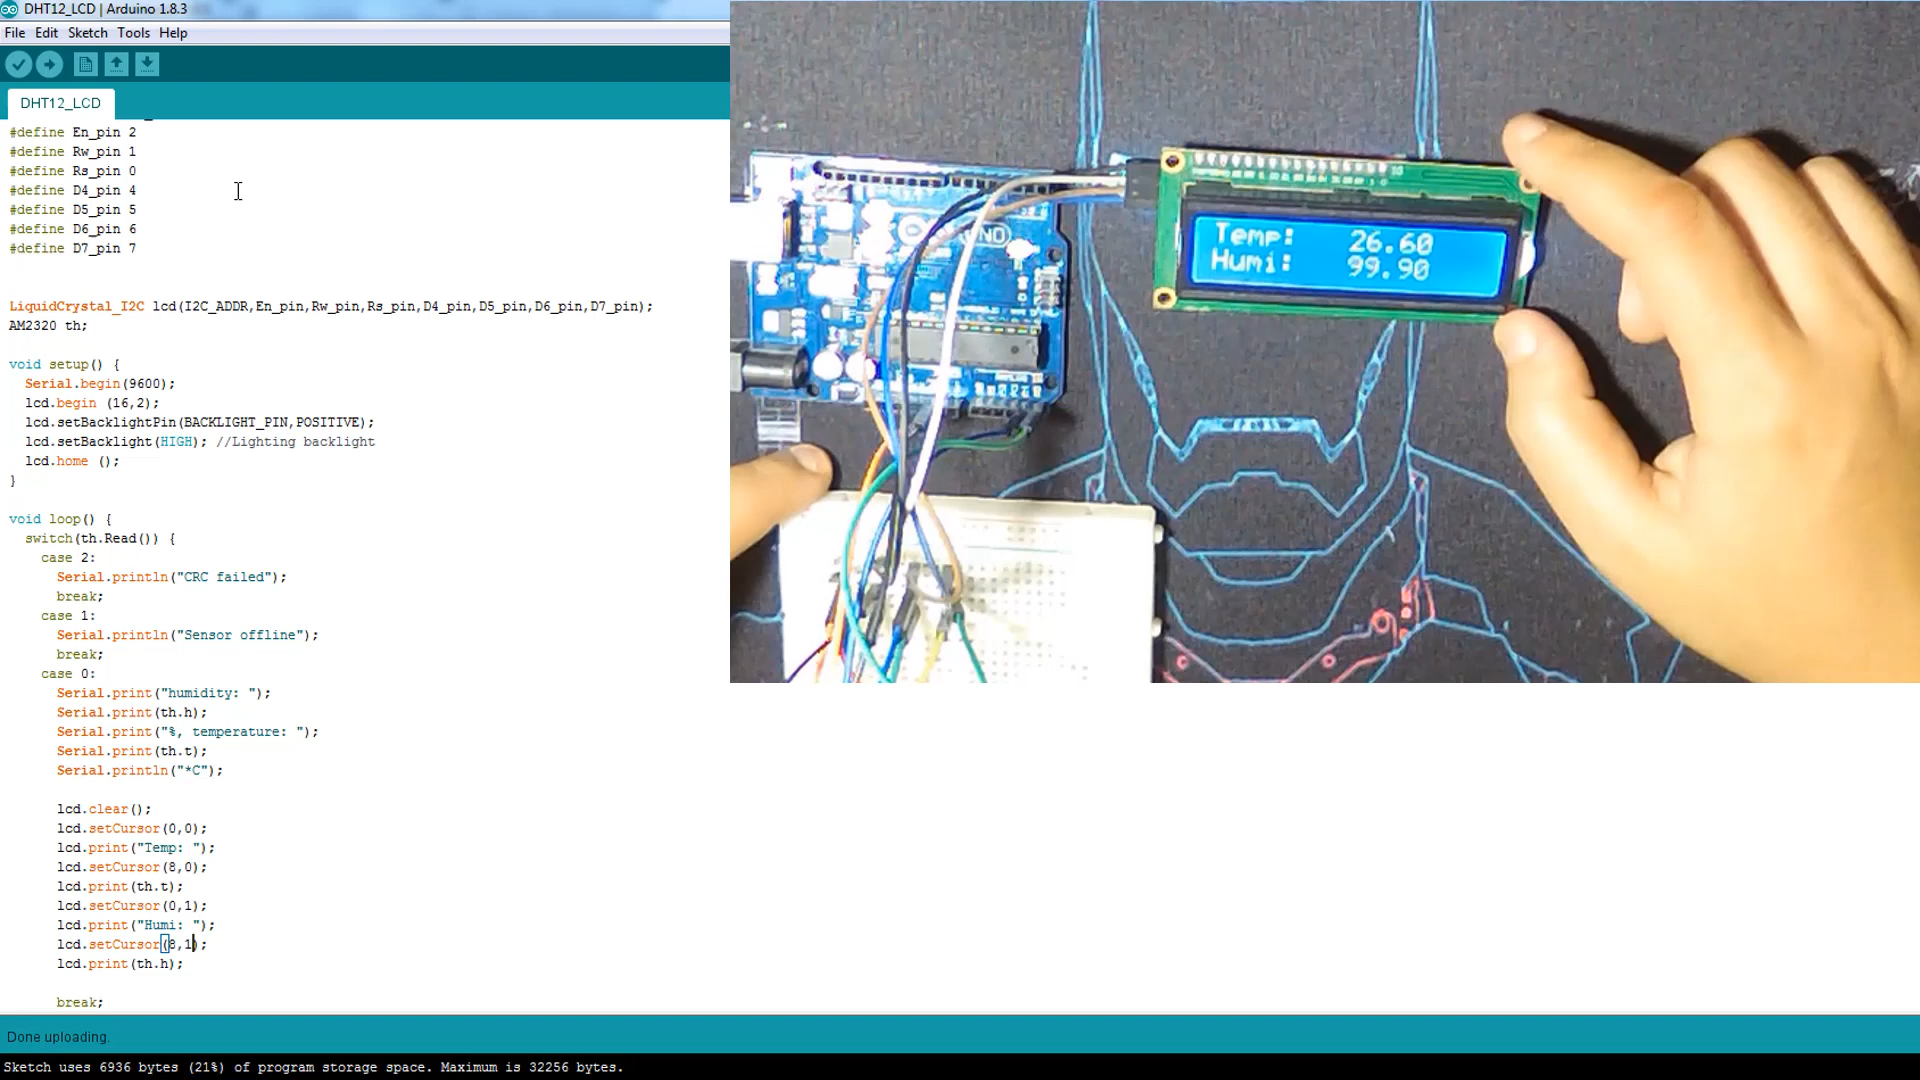 DHT12_LCD | Arduino 1.8.3
File Edit Sketch Tools Help
DHT12_LCD
#define En_pin 2
#define Rw_pin 1
#define Rs_pin 0
#define D4_pin 4
#define D5_pin 5
#define D6_pin 6
#define D7_pin 7
LiquidCrystal_I2C lcd(I2C_ADDR,En_pin,Rw_pin,Rs_pin,D4_pin,D5_pin,D6_pin,D7_pin);
AM2320 th;
void setup() {
Serial.begin(9600);
lcd.begin (16,2);
lcd.setBacklightPin(BACKLIGHT_PIN,POSITIVE);
lcd.setBacklight(HIGH); //Lighting backlight
lcd.home ();
}
void loop() {
switch(th.Read()) {
case 2:
Serial.println("CRC failed");
break;
case 1:
Serial.println("Sensor offline");
break;
case 0:
Serial.print("humidity: ");
Serial.print(th.h);
Serial.print("%, temperature: ");
Serial.print(th.t);
Serial.println("*C");
lcd.clear();
lcd.setCursor(0,0);
lcd.print("Temp: ");
lcd.setCursor(8,0);
lcd.print(th.t);
lcd.setCursor(0,1);
lcd.print("Humi: ");
lcd.setCursor(8,1);
lcd.print(th.h);
break;
Done uploading.
Sketch uses 6936 bytes (21%) of program storage space. Maximum is 32256 bytes.
Temp: 26.60
Humi: 99.90
UNO